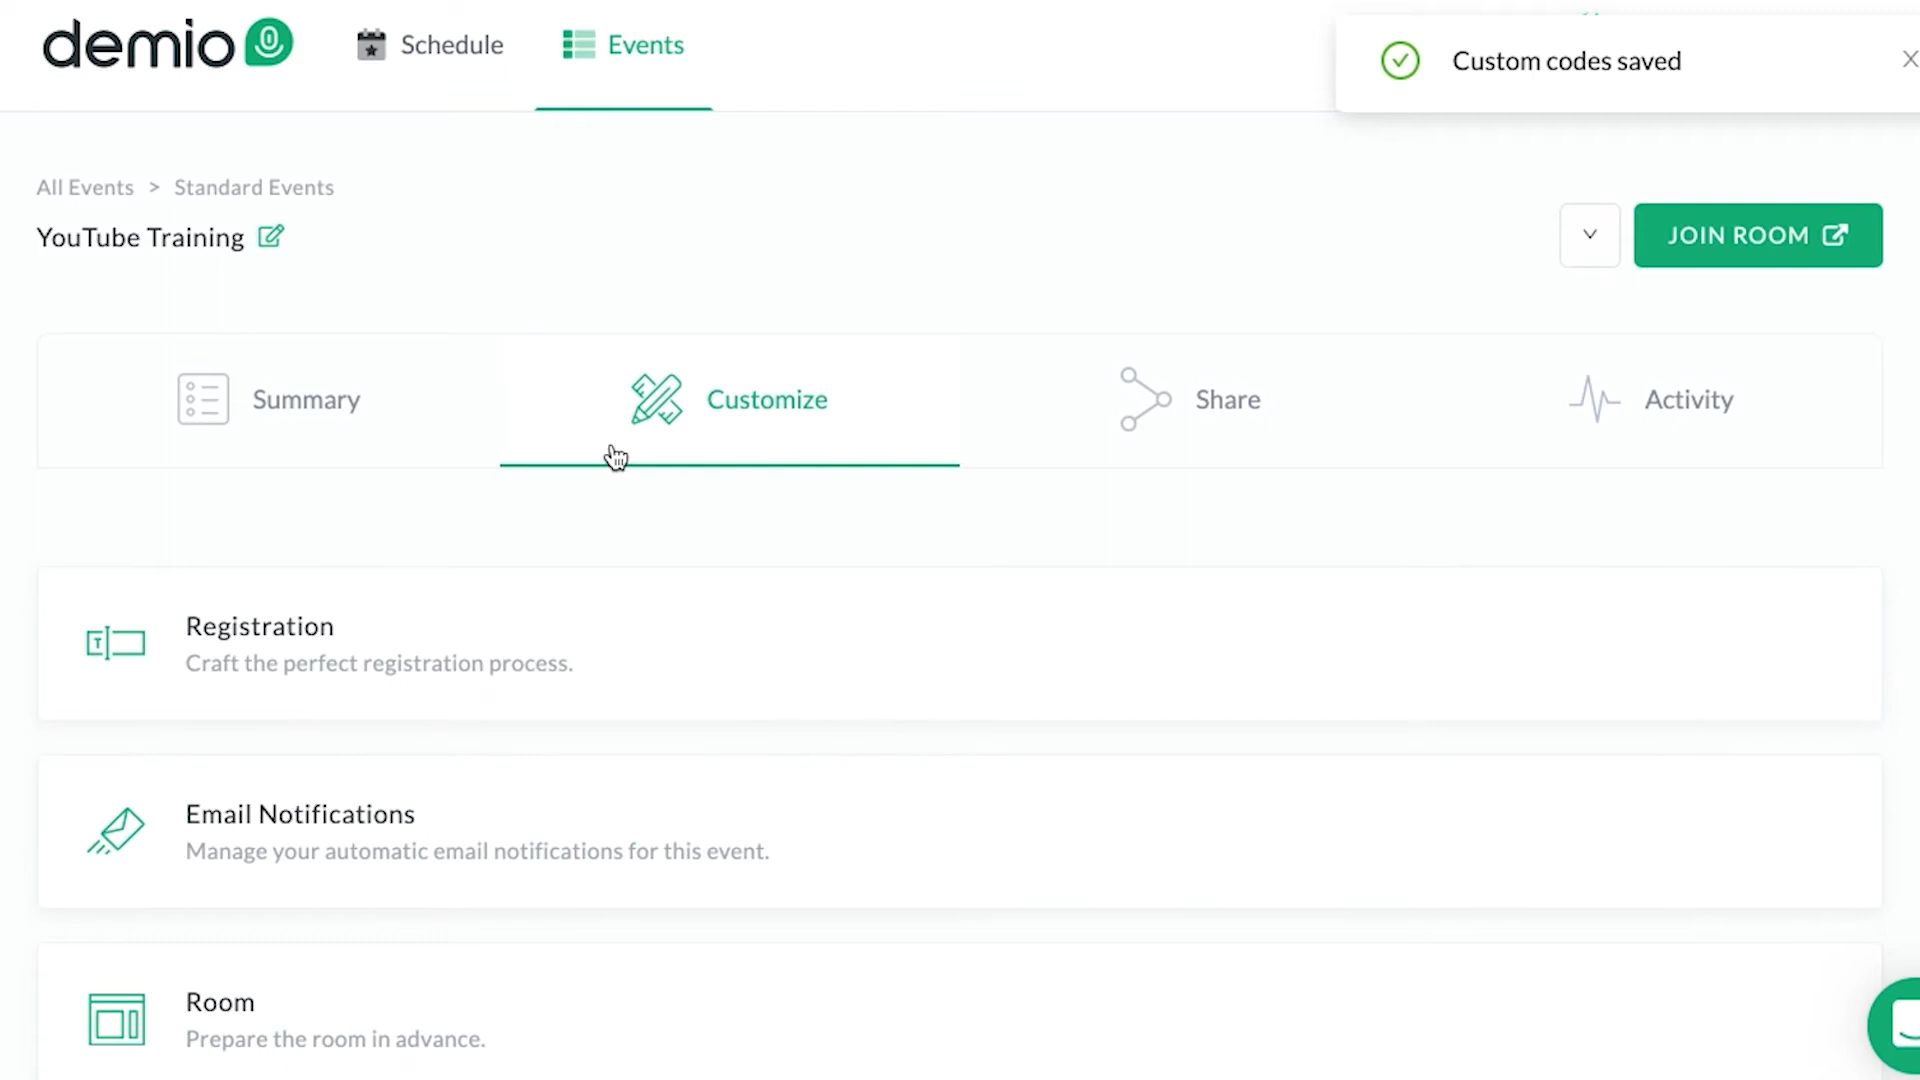 demio
Schedule
Events
Custom codes saved
All Events > Standard Events
YouTube Training
JOIN ROOM
Summary
Customize
Share
Activity
Registration
Craft the perfect registration process.
Email Notifications
Manage your automatic email notifications for this event.
Room
Prepare the room in advance.